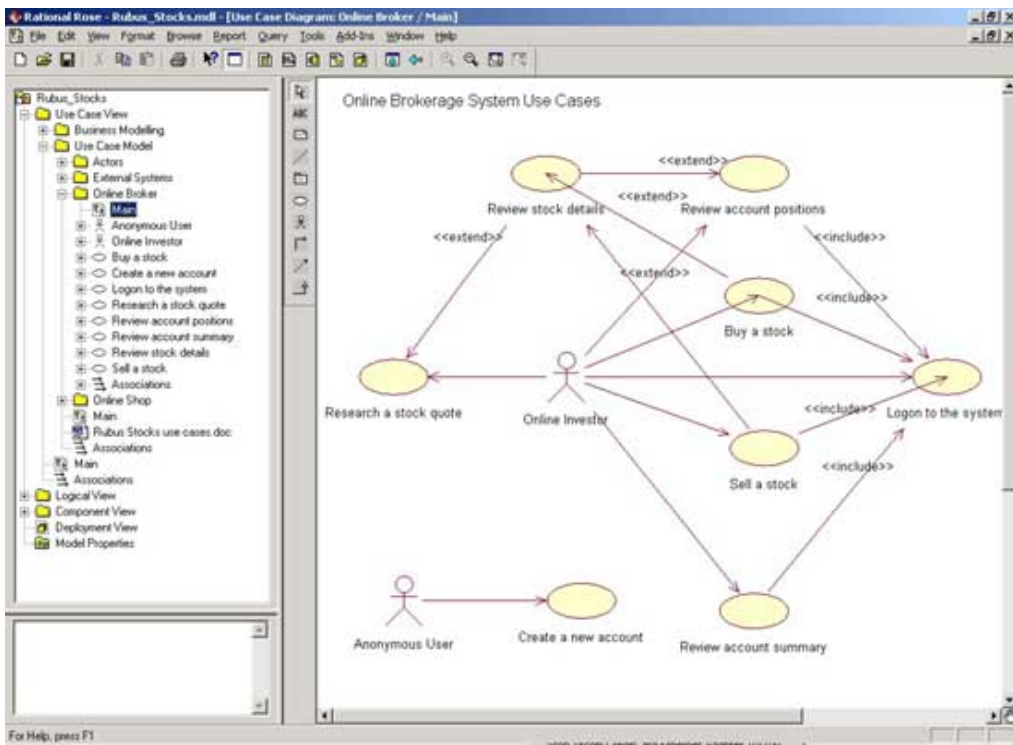 Rational Rose - Rubus_Stocks.mdl - [Use Case Diagram: Online Broker / Main]
File Edit View Format Browse Report Query Tools Add-Ins Window Help
Rubus_Stocks
Use Case View
Business Modelling
Use Case Model
Actors
External Systems
Online Broker
Main
Anonymous User
Online Investor
Buy a stock
Create a new account
Logon to the system
Research a stock quote
Review account positions
Review account summary
Review stock details
Sell a stock
Associations
Online Shop
Main
Rubus Stocks use cases doc
Associations
Main
Associations
Logical View
Component View
Deployment View
Model Properties
ABC
Online Brokerage System Use Cases
<<extend>>
<<extend>>
Review stock details
Review account positions
<<extend>>
<<include>>
<<extend>>
<<include>>
Buy a stock
Research a stock quote
Online Investor
<<include>>
Logon to the system
<<include>>
Sell a stock
Anonymous User
Create a new account
Review account summary
For Help, press F1